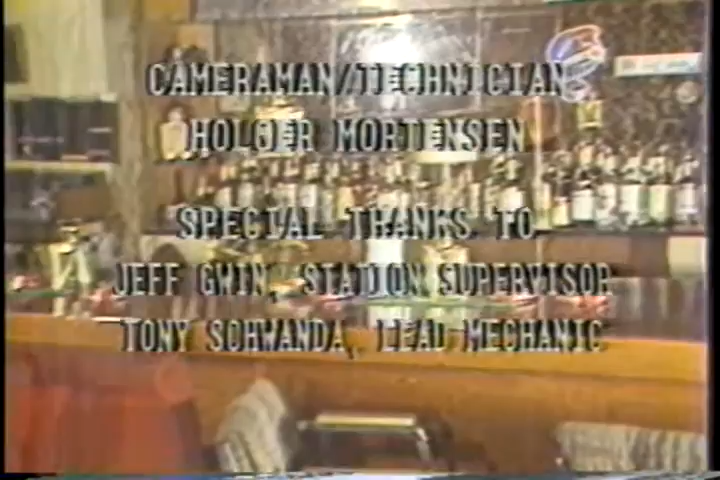 CAMERAMAN/TECHNICIAN
HOLGER MORTENSEN
SPECIAL THANKS TO
JEFF GWIN, STATION SUPERVISOR
TONY SCHWANDA, LEAD MECHANIC